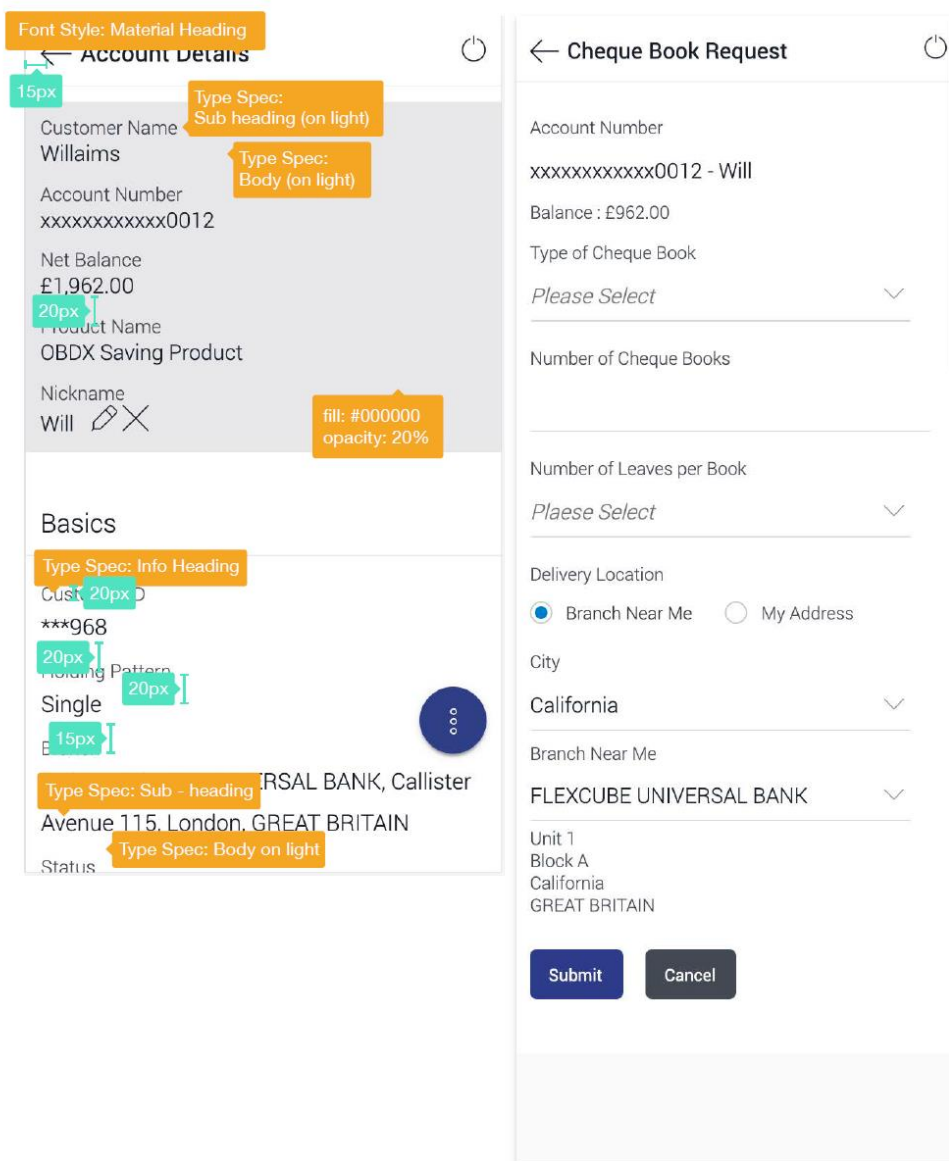 Font Style: Material Heading
Account Details
15px
Type Spec:
Sub heading (on light)
Customer Name
Willaims
Type Spec:
Body (on light)
Account Number
xxxxxxxxxxxx0012
Net Balance
£1,962.00
20px
Product Name
OBDX Saving Product
Nickname
Will
fill: #000000
opacity: 20%
Basics
Type Spec: Info Heading
20px
***968
20px
Holding Pattern
20px
Single
15px
RSAL BANK, Callister
Type Spec: Sub - heading
Avenue 115, London, GREAT BRITAIN
Type Spec: Body on light
Status
Cheque Book Request
Account Number
xxxxxxxxxxxx0012 - Will
Balance : £962.00
Type of Cheque Book
Please Select
Number of Cheque Books
Number of Leaves per Book
Plaese Select
Delivery Location
Branch Near Me
My Address
City
California
Branch Near Me
FLEXCUBE UNIVERSAL BANK
Unit 1
Block A
California
GREAT BRITAIN
Submit
Cancel